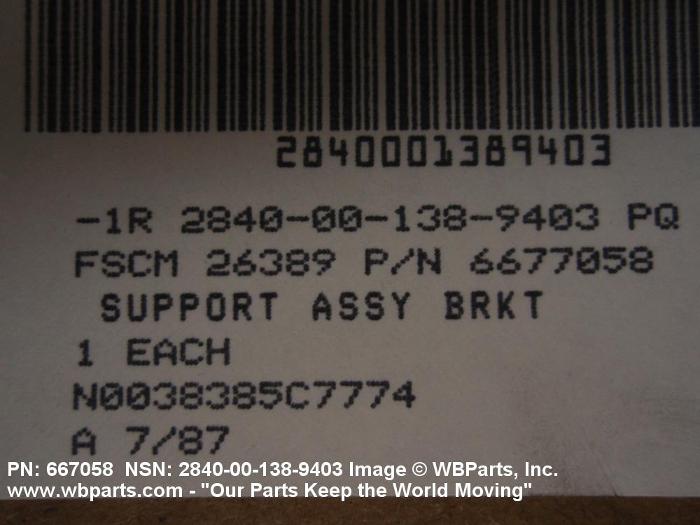 2840001389403
-1R 2840-00-138-9403 PQ
FSCM 26389 P/N 6677058
SUPPORT ASSY BRKT
1 EACH
N0038385C7774
A 7/87
PN: 667058 NSN: 2840-00-138-9403 Image © WBParts, Inc.
www.wbparts.com - "Our Parts Keep the World Moving"